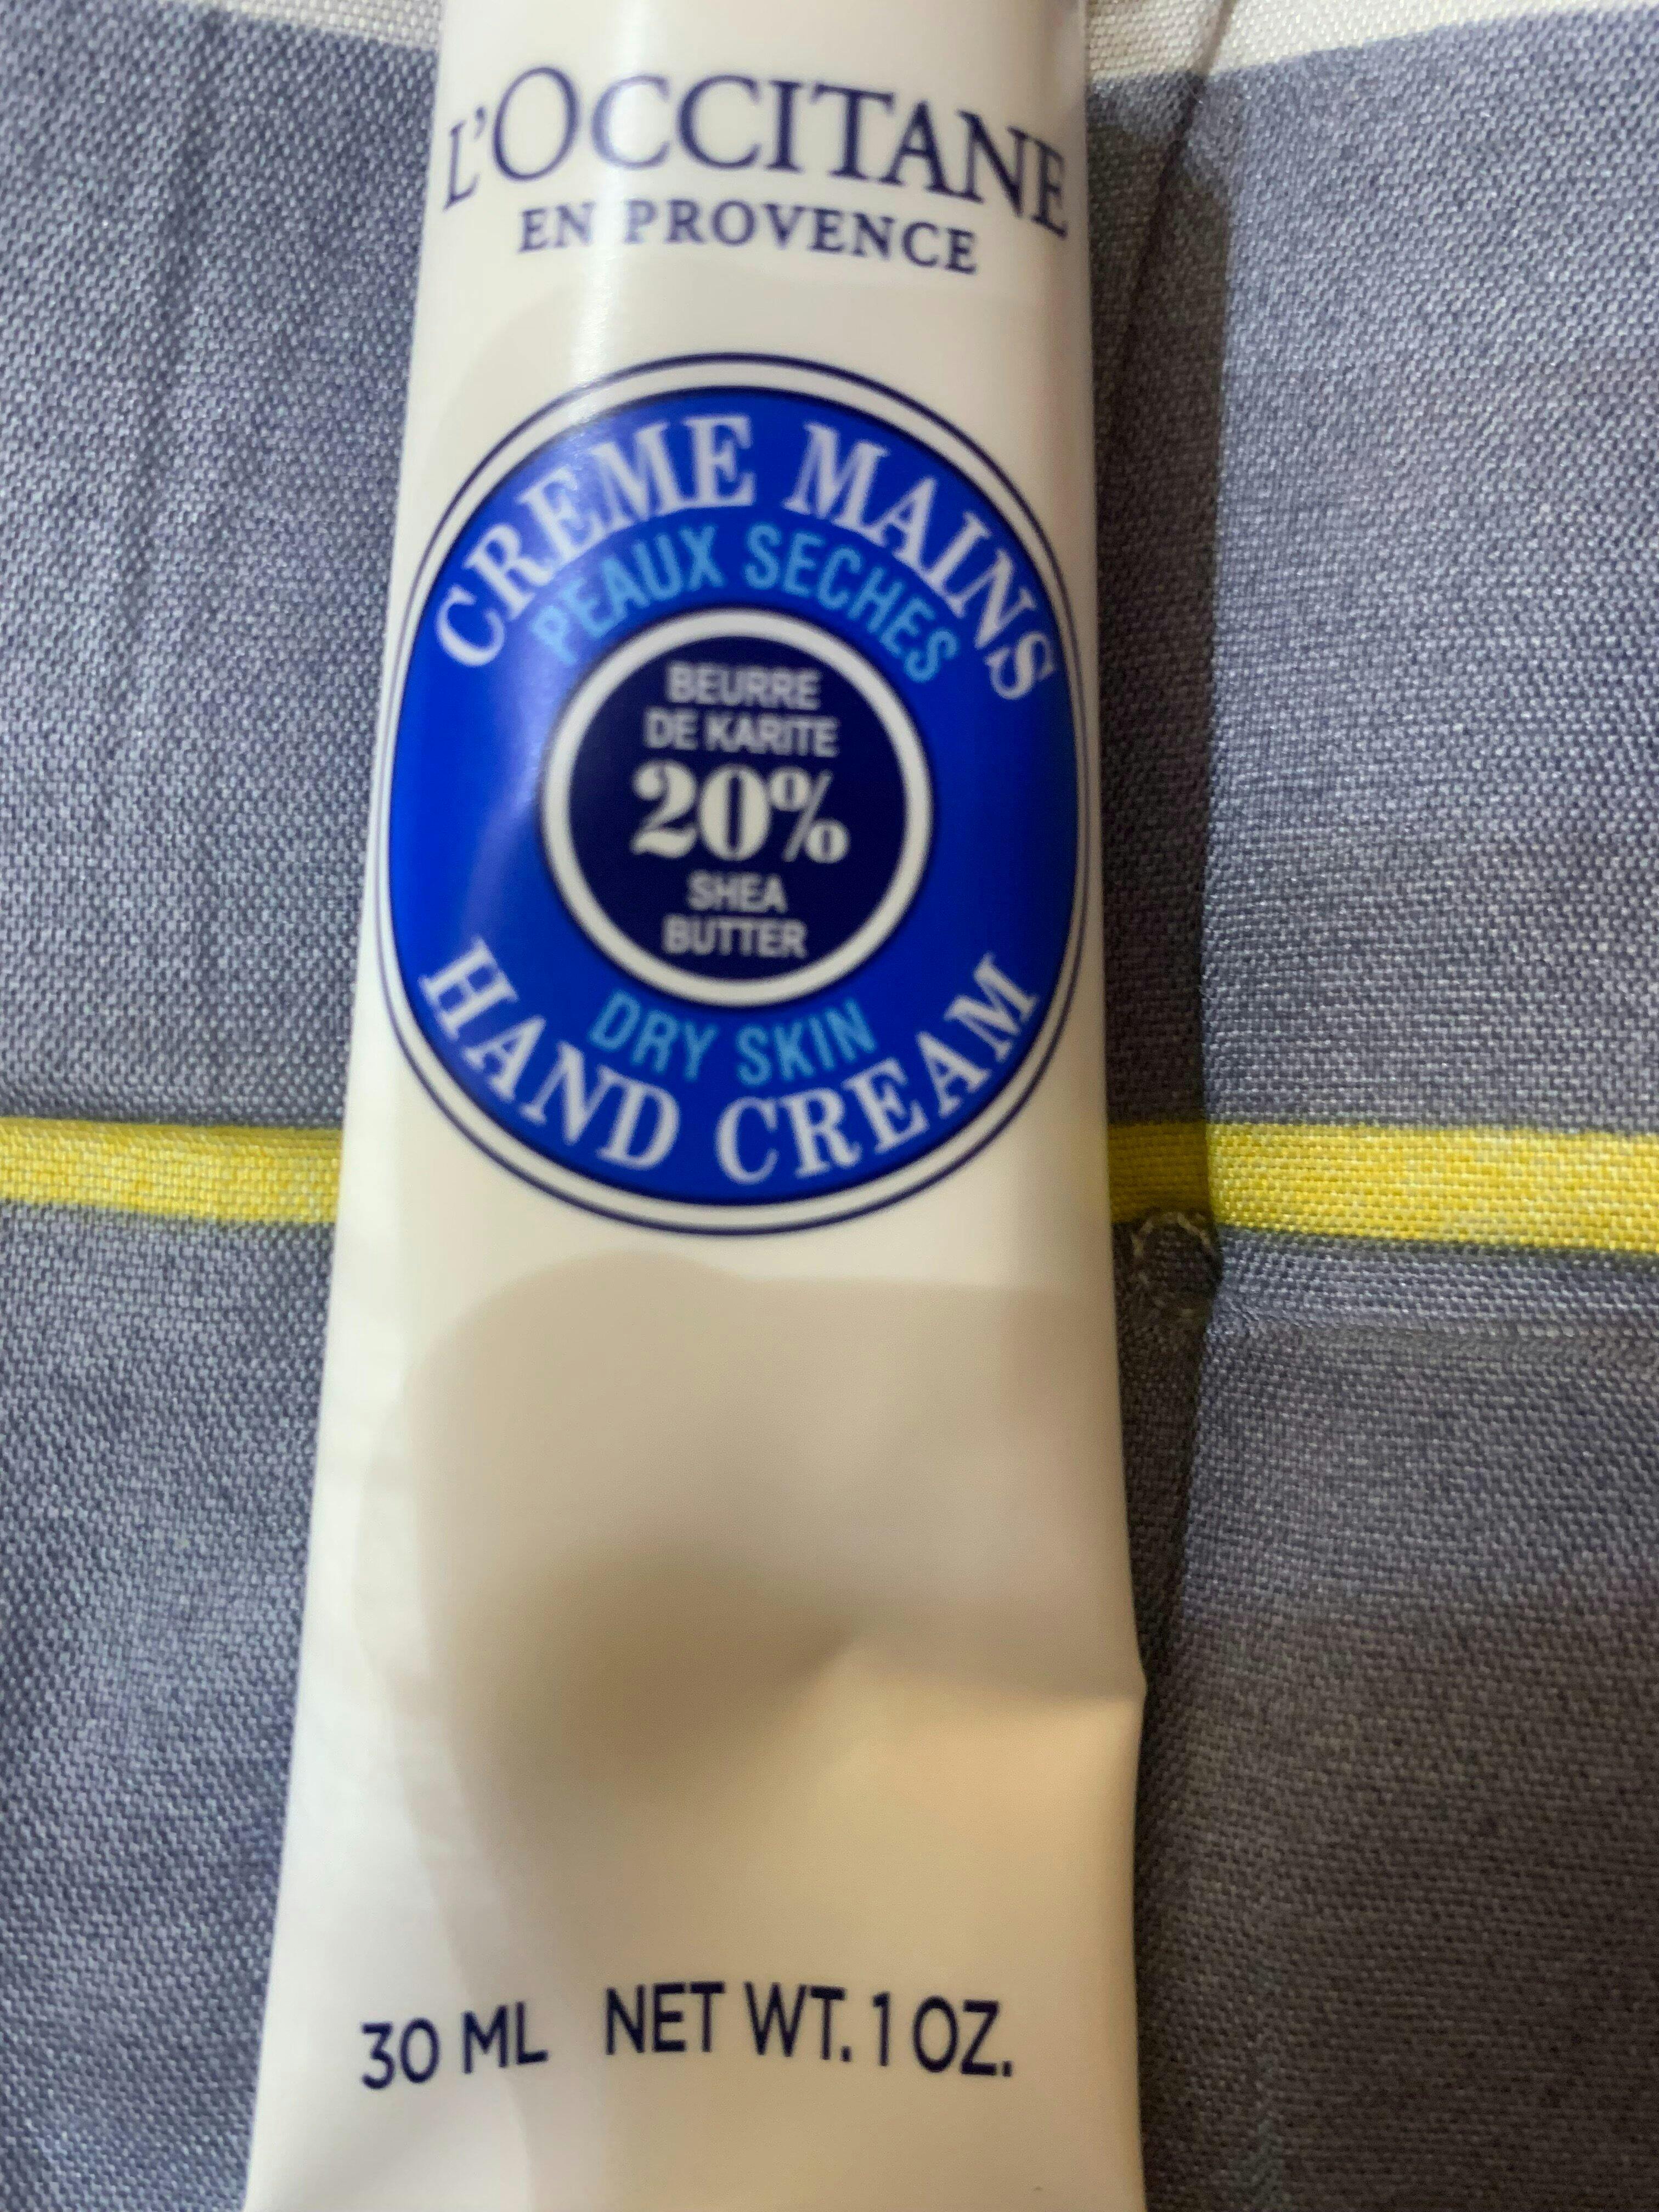 L'OCCITANE
EN PROVENCE
CREME MAINS
PEAUX SECHES
BEURRE
DE KARITE
20%
SHEA
BUTTER
DRY SKIN
HAND CREAM
30 ML NET WT. 1 OZ.